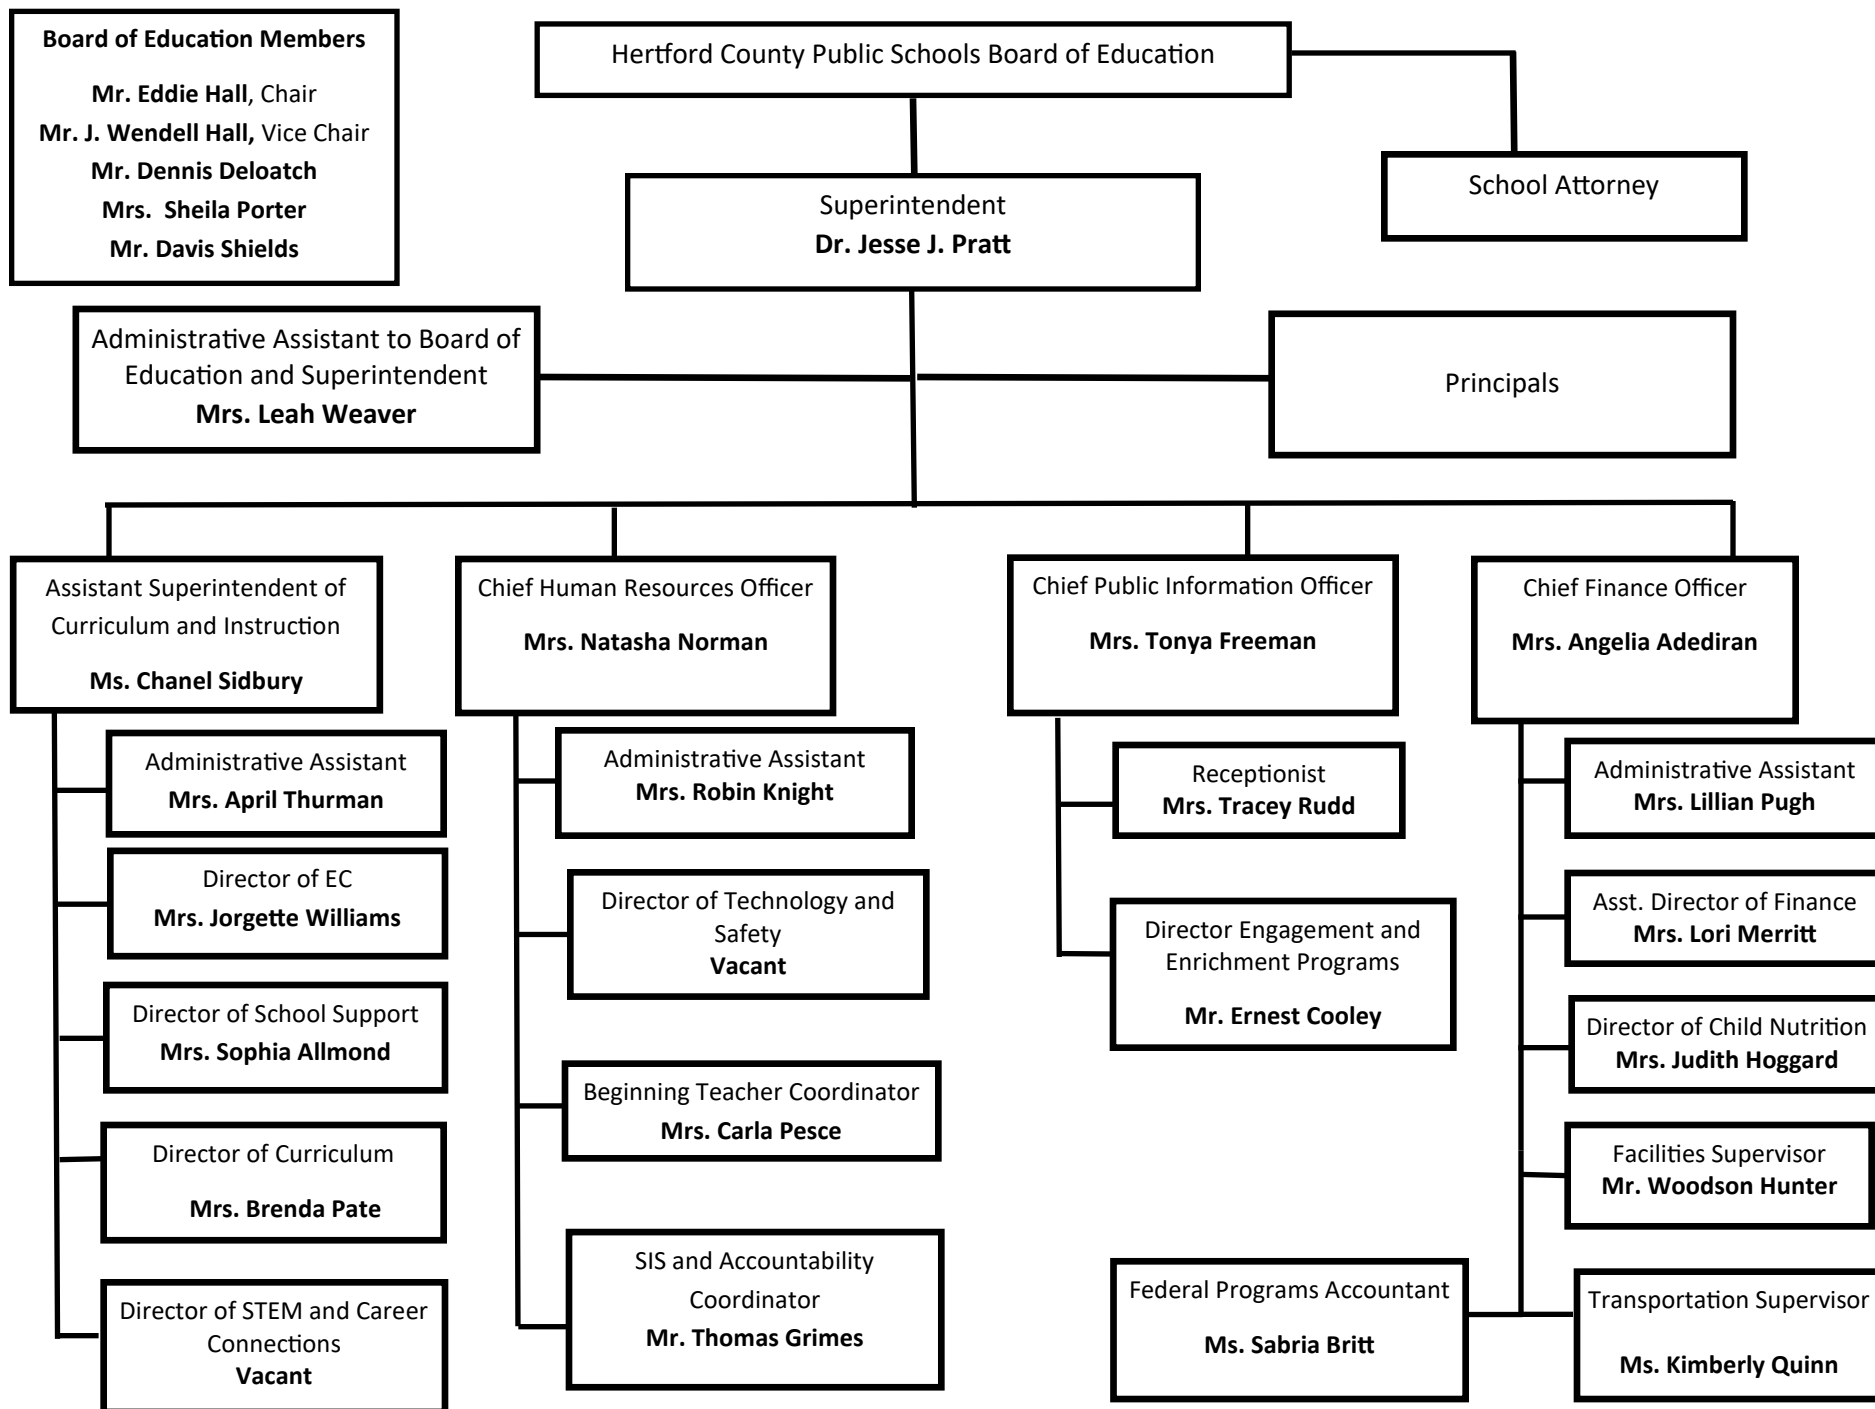 Board of Education Members
Mr. Eddie Hall, Chair
Mr. J. Wendell Hall, Vice Chair
Mr. Dennis Deloatch
Mrs.  Sheila Porter
Mr. Davis Shields
Hertford County Public Schools Board of Education
School Attorney
Superintendent
Dr. Jesse J. Pratt
Administrative Assistant to Board of
Education and Superintendent
Mrs. Leah Weaver
Principals
Assistant Superintendent of
Curriculum and Instruction
Ms. Chanel Sidbury
Administrative Assistant
Mrs. April Thurman
Director of EC
Mrs. Jorgette Williams
Director of School Support
Mrs. Sophia Allmond
Director of Curriculum
Mrs. Brenda Pate
Director of STEM and Career
Connections
Vacant
Chief Human Resources Officer
Mrs. Natasha Norman
Administrative Assistant
Mrs. Robin Knight
Director of Technology and
Safety
Vacant
Beginning Teacher Coordinator
Mrs. Carla Pesce
SIS and Accountability
Coordinator
Mr. Thomas Grimes
Chief Public Information Officer
Mrs. Tonya Freeman
Receptionist
Mrs. Tracey Rudd
Director Engagement and
Enrichment Programs
Mr. Ernest Cooley
Chief Finance Officer
Mrs. Angelia Adediran
Administrative Assistant
Mrs. Lillian Pugh
Asst. Director of Finance
Mrs. Lori Merritt
Director of Child Nutrition
Mrs. Judith Hoggard
Facilities Supervisor
Mr. Woodson Hunter
Federal Programs Accountant
Ms. Sabria Britt
Transportation Supervisor
Ms. Kimberly Quinn